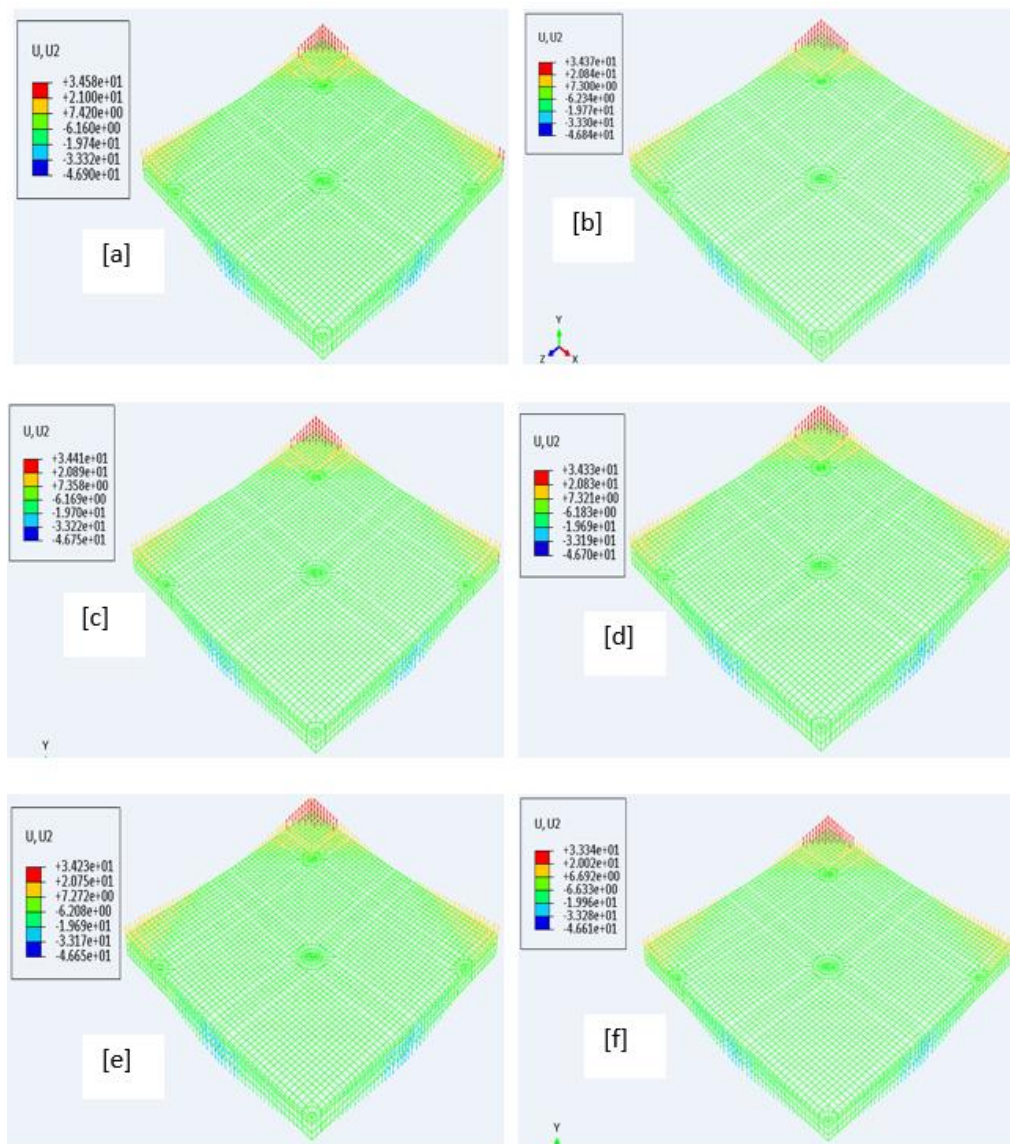 U, U2
+3.458e+01
+2.100e+01
+7.420e+00
-6.160e+00
-1.974e+01
-3.332e+01
-4.690e+01
[a]
U, U2
+3.437e+01
+2.084e+01
+7.300e+00
-6.234e+00
-1.977e+01
-3.330e+01
-4.684e+01
[b]
Y
Z
X
U, U2
+3.441e+01
+2.089e+01
+7.358e+00
-6.169e+00
-1.970e+01
-3.322e+01
-4.675e+01
[c]
Y
U, U2
+3.433e+01
+2.083e+01
+7.321e+00
-6.183e+00
-1.969e+01
-3.319e+01
-4.670e+01
[d]
U, U2
+3.423e+01
+2.075e+01
+7.272e+00
-6.208e+00
-1.969e+01
-3.317e+01
-4.665e+01
[e]
U, U2
+3.334e+01
+2.002e+01
+6.692e+00
-6.633e+00
-1.996e+01
-3.328e+01
-4.661e+01
[f]
Y